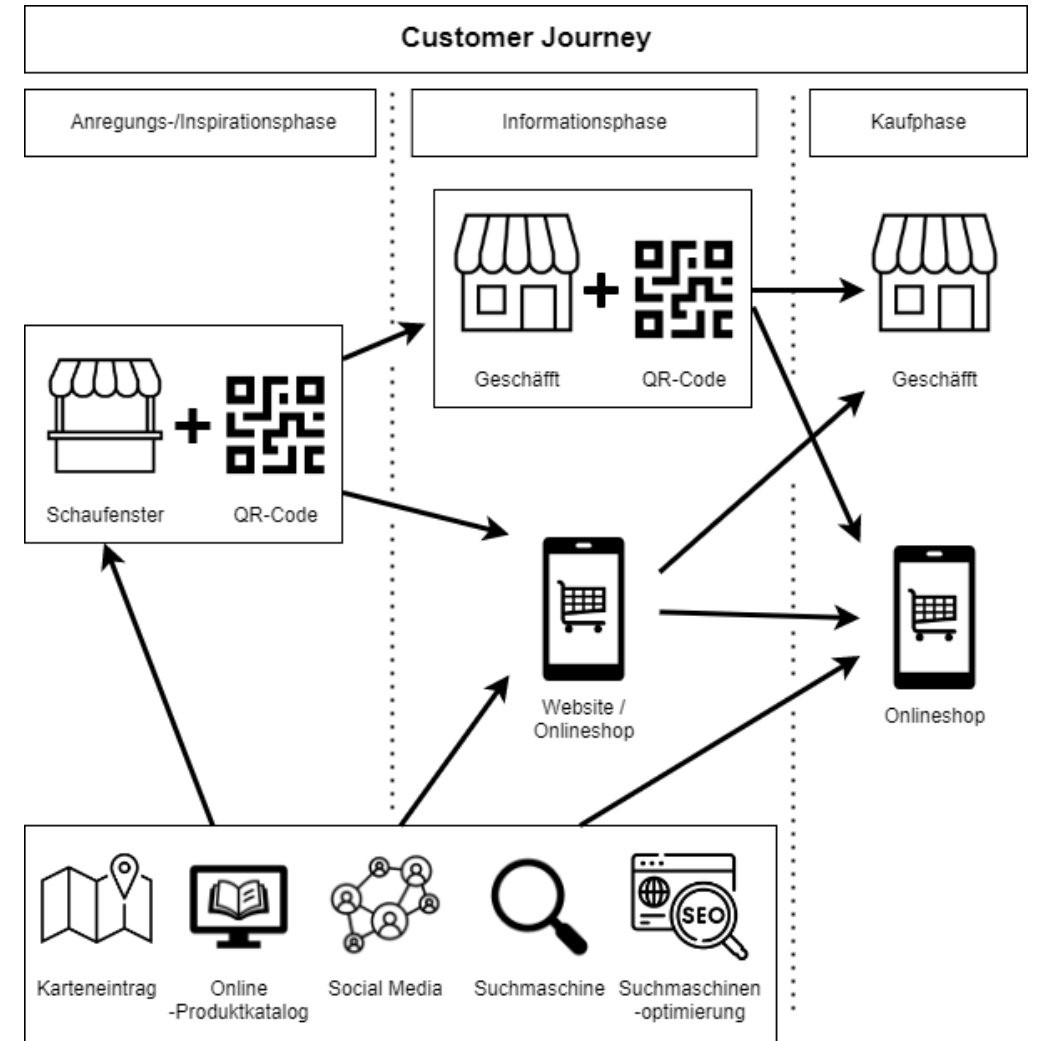 Customer Journey
Anregungs-/Inspirationsphase
Informationsphase
Kaufphase
Geschäfft
QR-Code
Geschäfft
Schaufenster
QR-Code
Website /
Onlineshop
Onlineshop
Karteneintrag
Online
-Produktkatalog
Social Media
Suchmaschine
SEO
Suchmaschinen
-optimierung